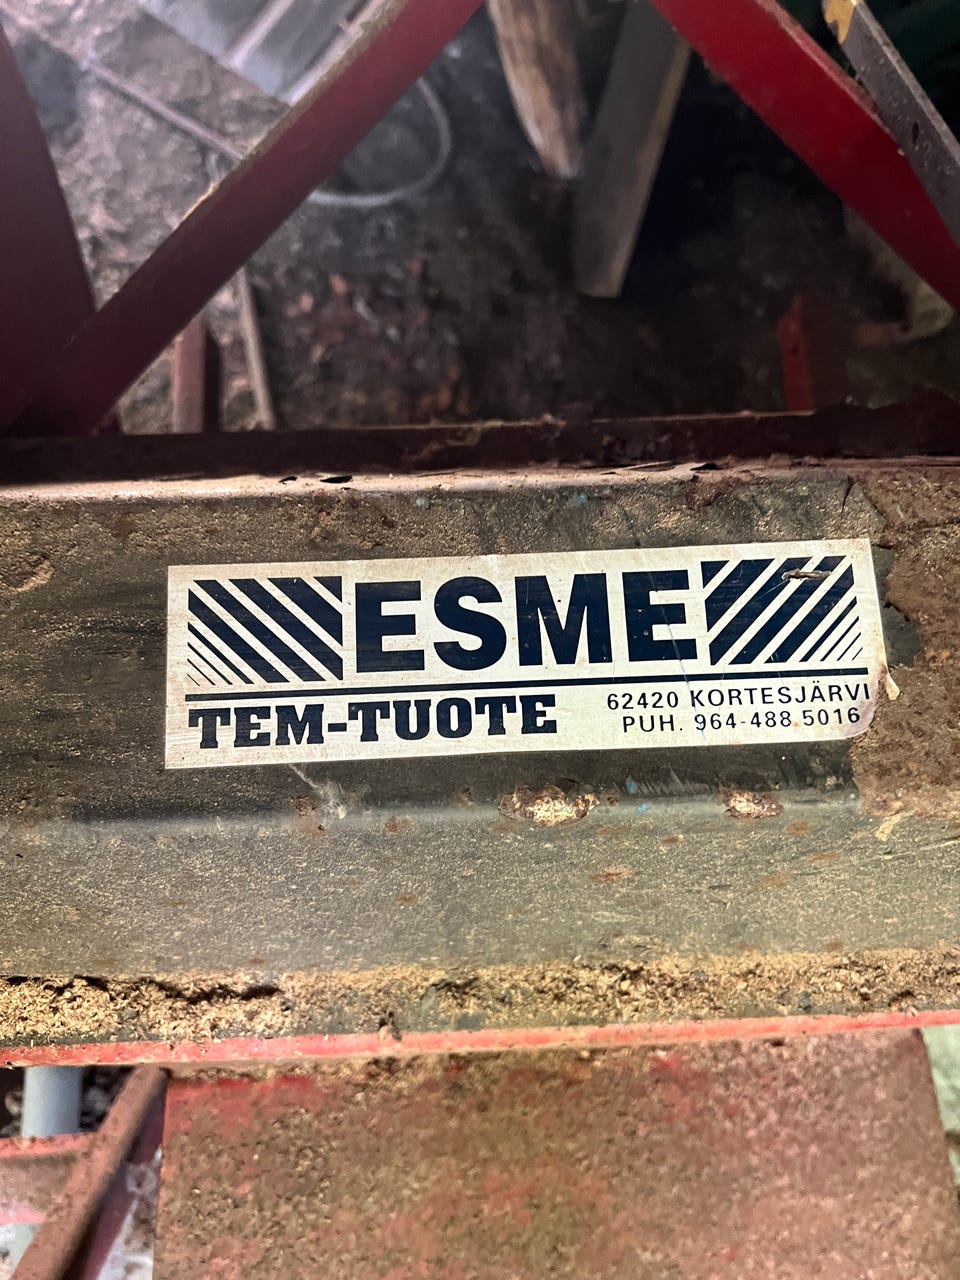 ESME
TEM-TUOTE
62420 KORTESJÄRVI
PUH. 964-488 5016